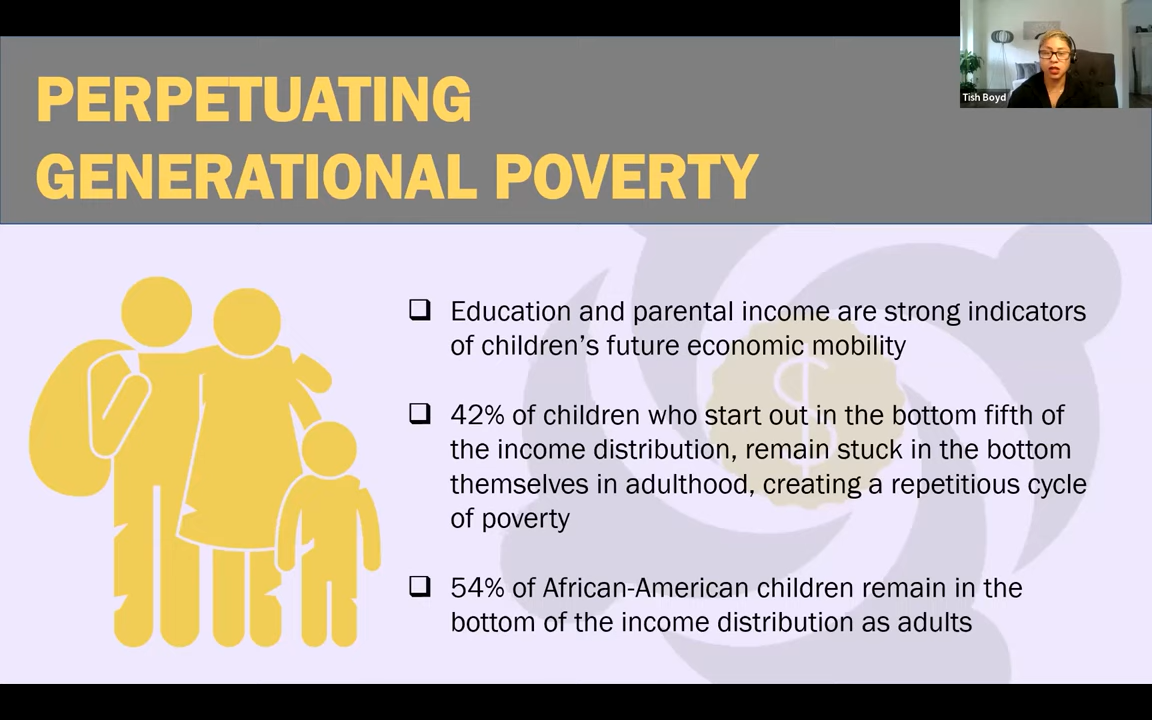 PERPETUATING
GENERATIONAL POVERTY
Tish Boyd
Education and parental income are strong indicators
of children’s future economic mobility
42% of children who start out in the bottom fifth of
the income distribution, remain stuck in the bottom
themselves in adulthood, creating a repetitious cycle
of poverty
54% of African-American children remain in the
bottom of the income distribution as adults
$